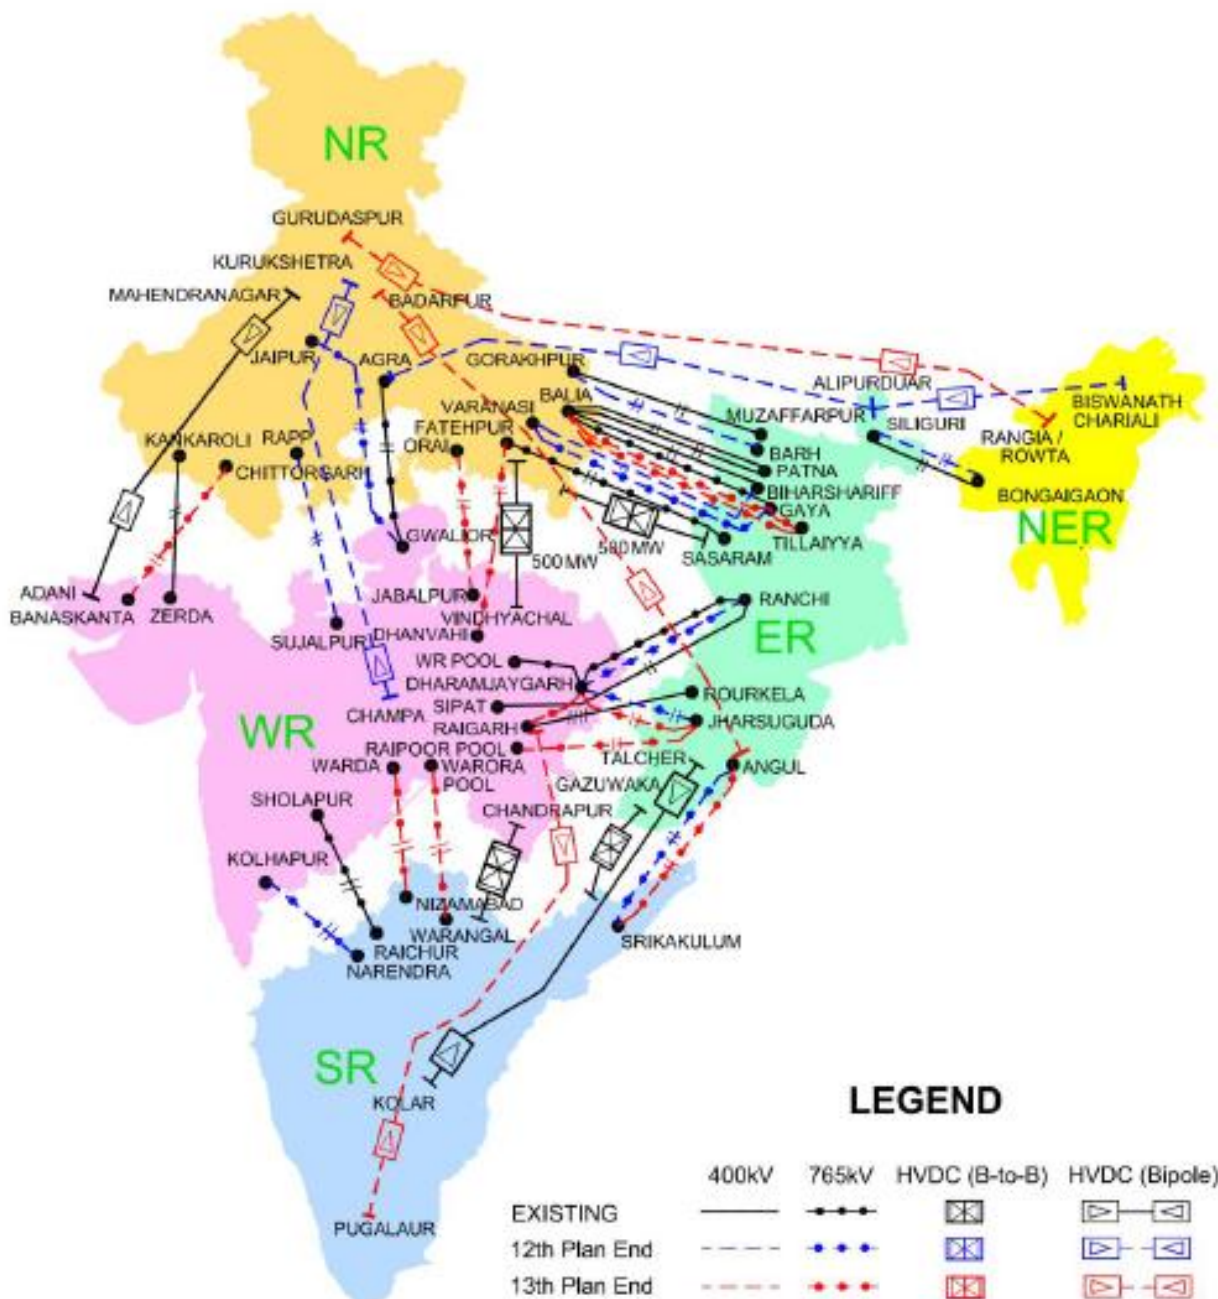 NR
GURUDASPUR
KURUKSHETRA
MAHENDRANAGAR
BADARPUR
JAIPUR
AGRA
GORAKHPUR
ALIPURDUAR
BISWANATH
CHARIALI
BALIA
VARANASI
MUZAFFARPUR
SILIGURI
RANGIA /
ROWTA
KANKAROLI
RAPP
FATEHPUR
ORAI
BARH
CHITTORGARH
PATNA
BIHARSHARIFF
BONGAIGAON
GAYA
NER
TILLAIYYA
GWALIOR
500 MW
500 MW
SASARAM
ADANI
BANASKANTA
ZERDA
JABALPUR
VINDHYACHAL
RANCHI
SUJALPUR
DHANVAHI
ER
WR POOL
DHARAMJAYGARH
ROURKELA
SIPAT
CHAMPA
JHARSUGUDA
WR
RAIGARH
RAIPOOR POOL
TALCHER
ANGUL
WARDA
WARORA
POOL
GAZUWAKA
SHOLAPUR
CHANDRAPUR
KOLHAPUR
NIZAMABAD
WARANGAL
SRIKAKULUM
RAICHUR
NARENDRA
SR
KOLAR
PUGALAUR
LEGEND
400kV 765kV HVDC (B-to-B) HVDC (Bipole)
EXISTING
12th Plan End
13th Plan End